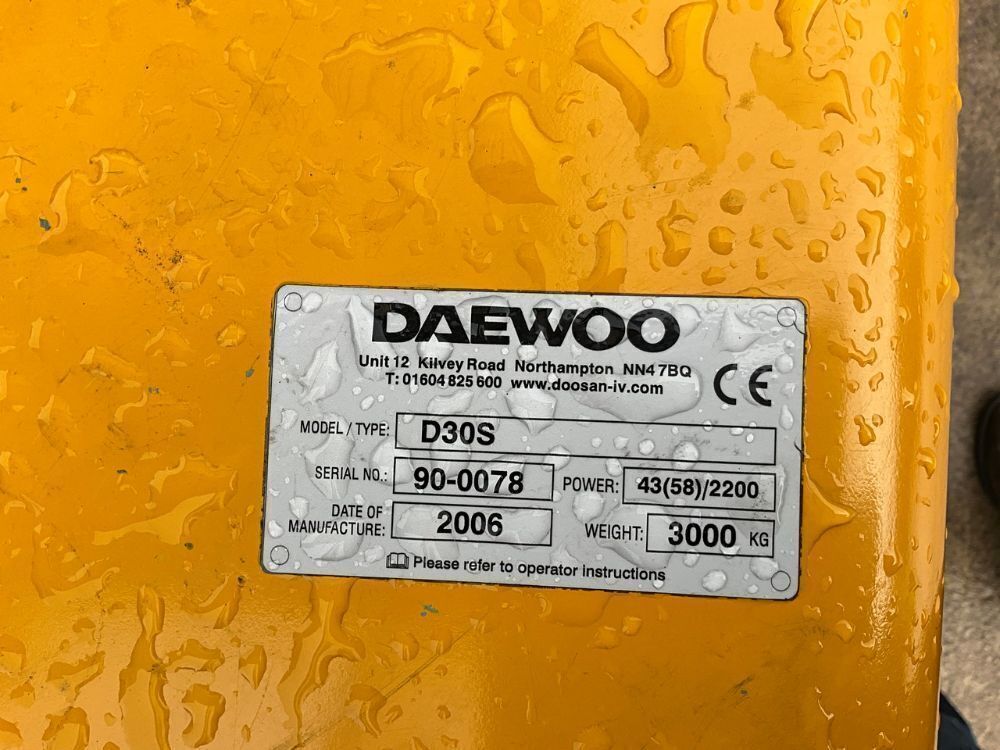 DAEWOO
Unit 12 Kilvey Road Northampton NN4 7BQ
T: 01604 825 600 www.doosan-iv.com
CE
MODEL / TYPE: D30S
SERIAL NO.: 90-0078 POWER: 43(58)/2200
DATE OF
MANUFACTURE: 2006 WEIGHT: 3000 KG
Please refer to operator instructions